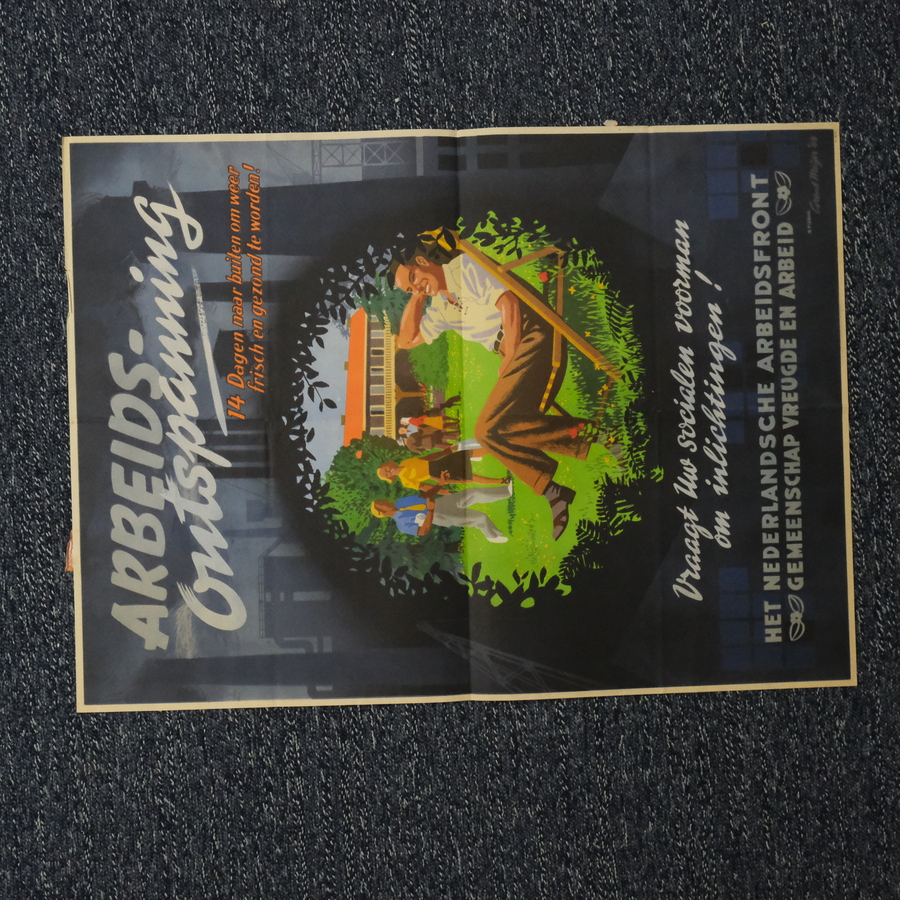 ARBEIDS-
Ontspanning
14 Dagen naar buiten om weer
frisch en gezond te worden!
Vraagt Uw socialen voorman
om inlichtingen!
HET NEDERLANDSCHE ARBEIDSFRONT
GEMEENSCHAP VREUGDE EN ARBEID